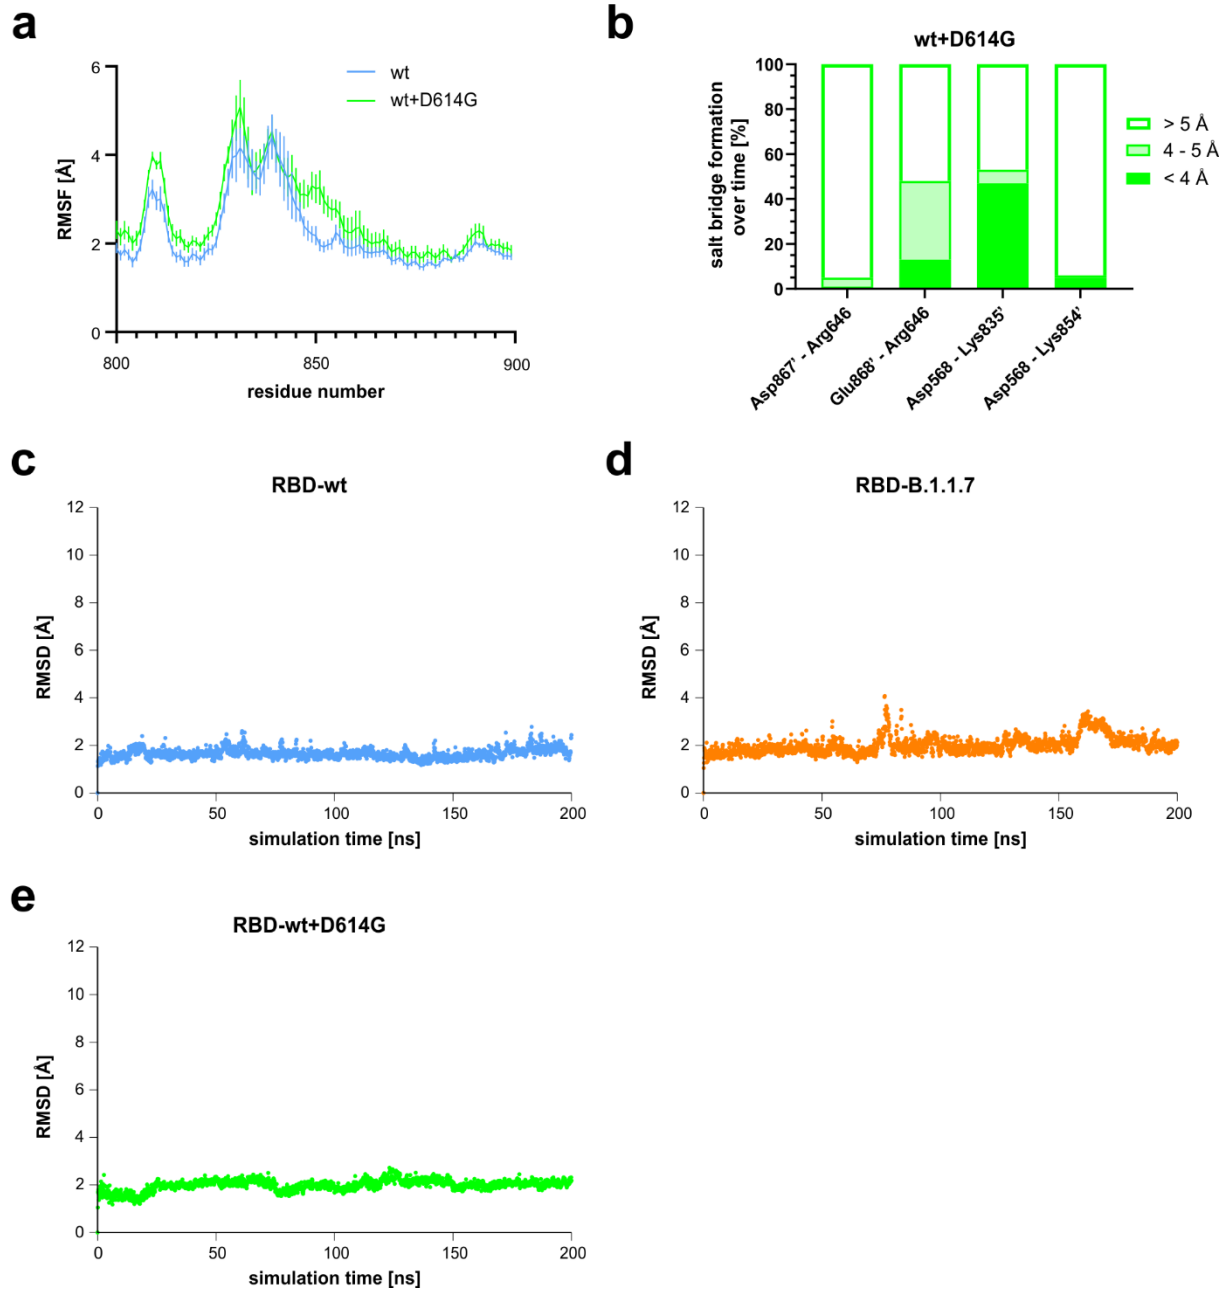 a
6
4
2
0
RMSF [Å]
800
850
900
residue number
wt
wt+D614G
b
wt+D614G
100
80
60
40
20
0
salt bridge formation
over time [%]
> 5 Å
4 - 5 Å
< 4 Å
Asp867' - Arg646
Glu868' - Arg646
Asp568 - Lys835'
Asp568 - Lys854'
c
RBD-wt
12
10
8
6
4
2
0
RMSD [Å]
0
50
100
150
200
simulation time [ns]
d
RBD-B.1.1.7
12
10
8
6
4
2
0
RMSD [Å]
0
50
100
150
200
simulation time [ns]
e
RBD-wt+D614G
12
10
8
6
4
2
0
RMSD [Å]
0
50
100
150
200
simulation time [ns]